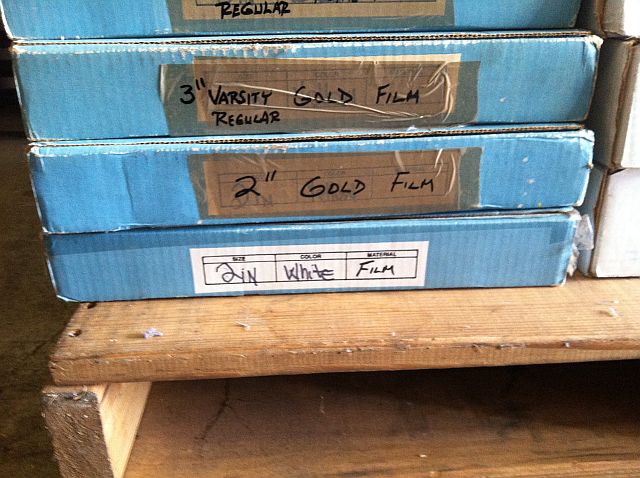 REGULAR
3" VARSITY GOLD FILM
REGULAR
2" GOLD FILM
SIZE COLOR MATERIAL
2IN White FILM